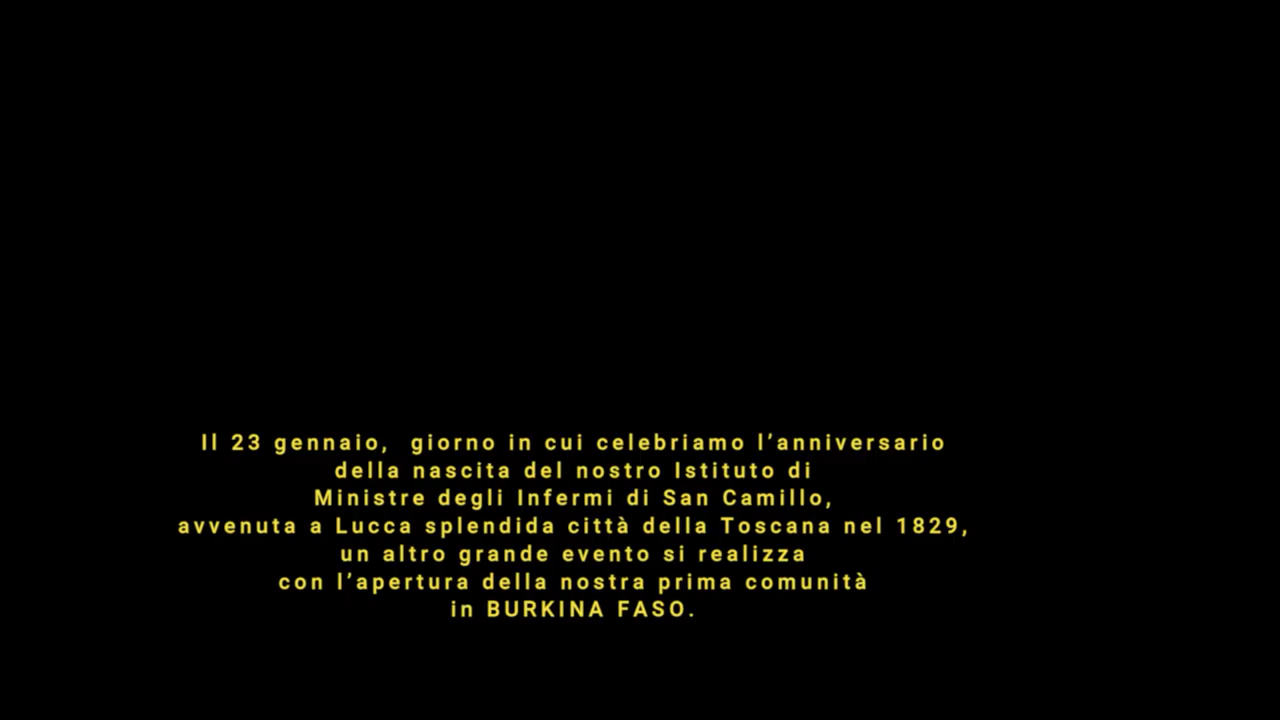 Il 23 gennaio,  giorno in cui celebriamo l’anniversario
della nascita del nostro Istituto di
Ministre degli Infermi di San Camillo,
avvenuta a Lucca splendida città della Toscana nel 1829,
un altro grande evento si realizza
con l’apertura della nostra prima comunità
in BURKINA FASO.